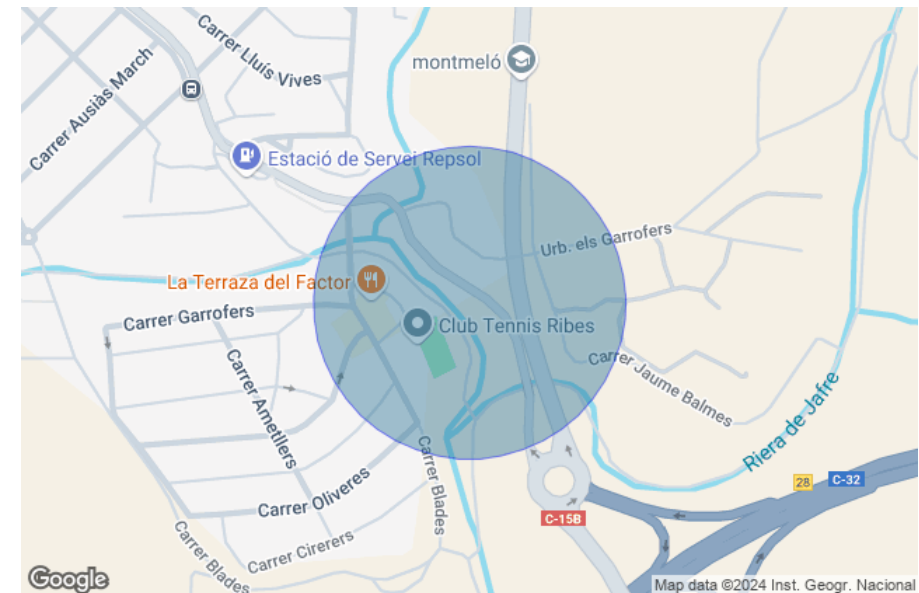 Carrer Lluís Vives
montmeló
Carrer Ausiàs March
Estació de Servei Repsol
Urb. els Garrofers
La Terraza del Factor
Carrer Garrofers
Club Tennis Ribes
Carrer Ametllers
Carrer Jaume Balmes
Riera de Jafre
Carrer Blades
Carrer Oliveres
28
C-32
C-15B
Carrer Cirerers
Carrer Blades
Google
Map data ©2024 Inst. Geogr. Nacional